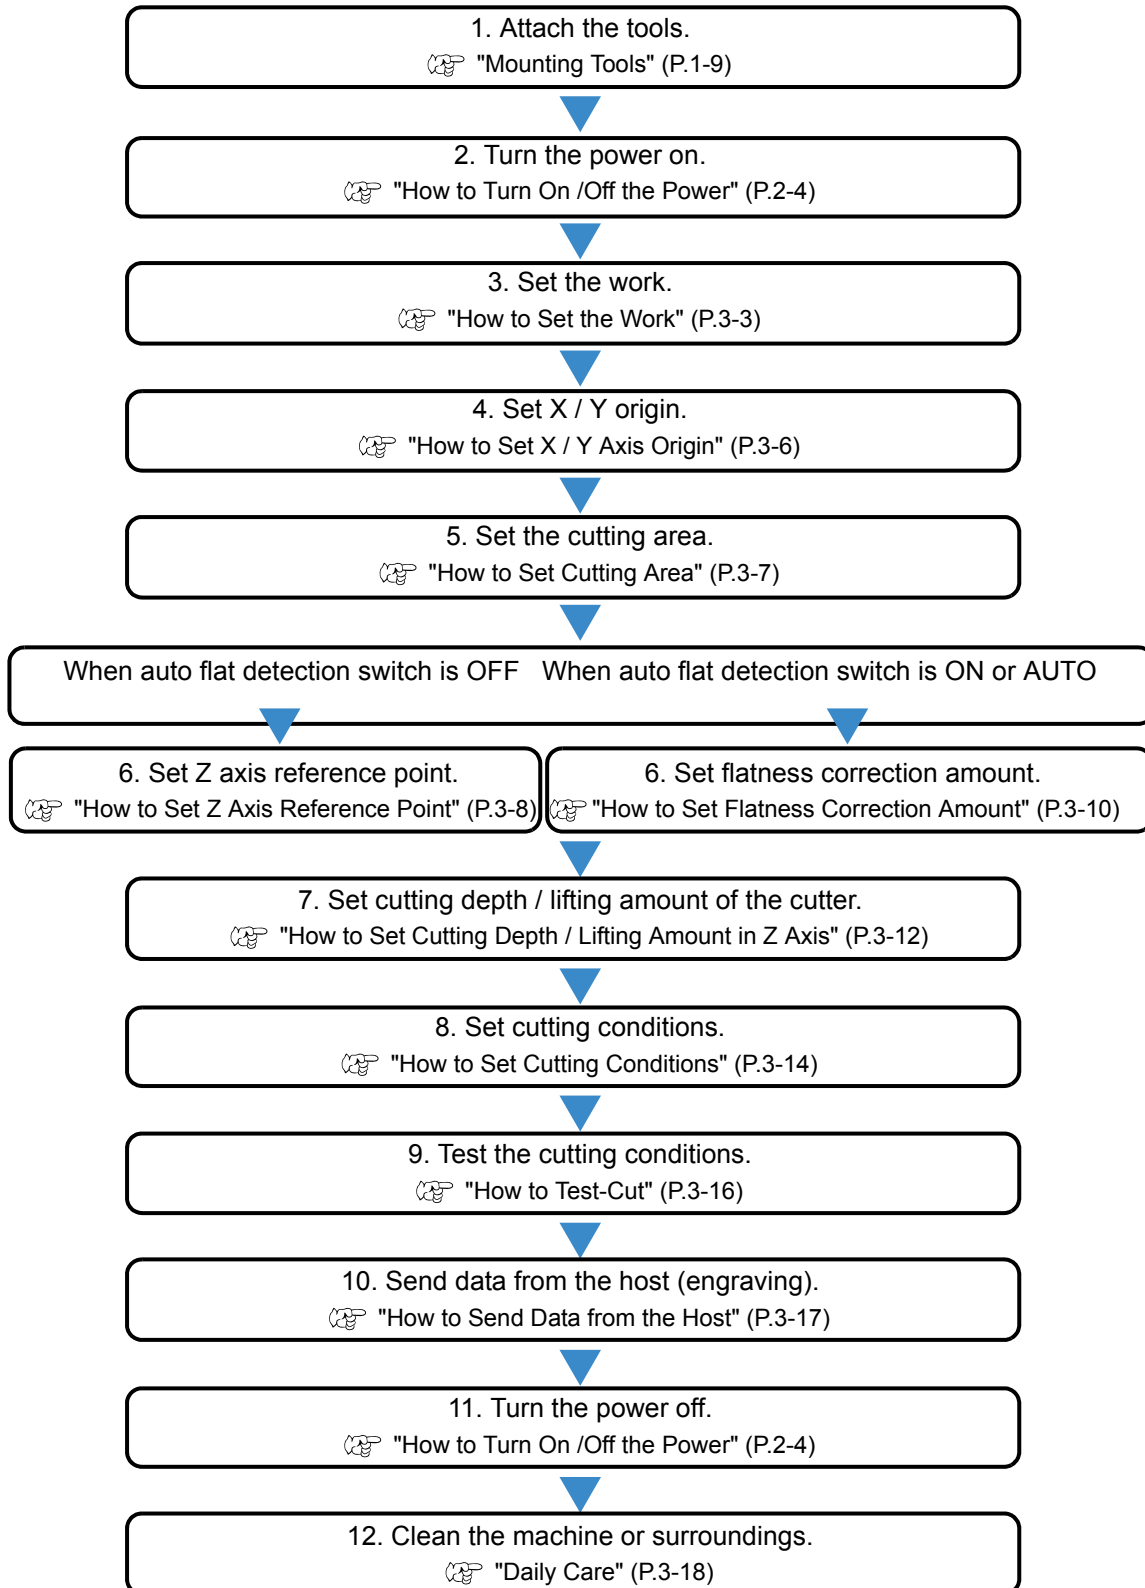 1. Attach the tools.
"Mounting Tools" (P.1-9)
2. Turn the power on.
"How to Turn On /Off the Power" (P.2-4)
3. Set the work.
"How to Set the Work" (P.3-3)
4. Set X / Y origin.
"How to Set X / Y Axis Origin" (P.3-6)
5. Set the cutting area.
"How to Set Cutting Area" (P.3-7)
When auto flat detection switch is OFF When auto flat detection switch is ON or AUTO
6. Set Z axis reference point.
"How to Set Z Axis Reference Point" (P.3-8)
6. Set flatness correction amount.
"How to Set Flatness Correction Amount" (P.3-10)
7. Set cutting depth / lifting amount of the cutter.
"How to Set Cutting Depth / Lifting Amount in Z Axis" (P.3-12)
8. Set cutting conditions.
"How to Set Cutting Conditions" (P.3-14)
9. Test the cutting conditions.
"How to Test-Cut" (P.3-16)
10. Send data from the host (engraving).
"How to Send Data from the Host" (P.3-17)
11. Turn the power off.
"How to Turn On /Off the Power" (P.2-4)
12. Clean the machine or surroundings.
"Daily Care" (P.3-18)